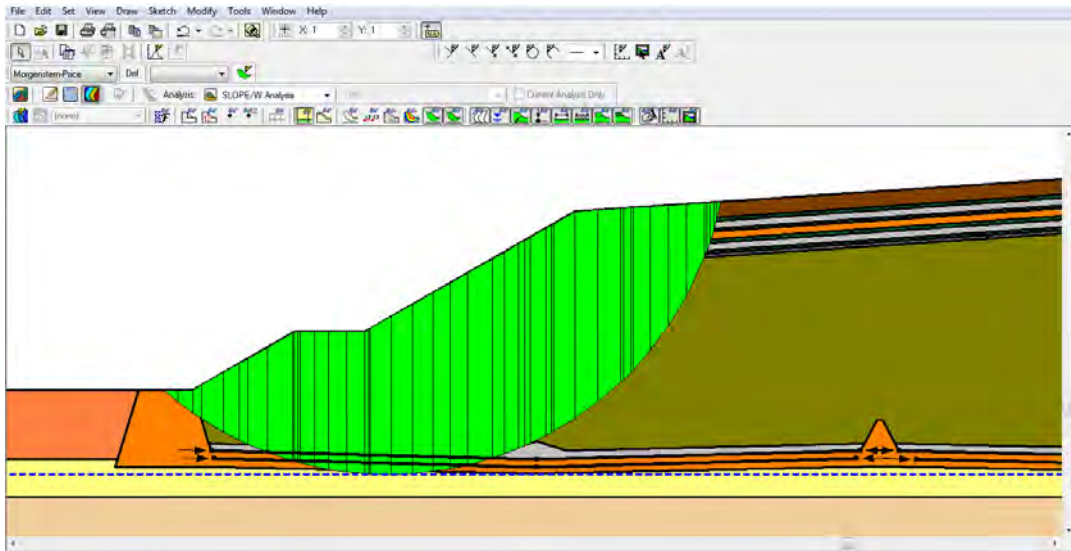 File Edit Set View Draw Sketch Modify Tools Window Help
X: 1 Y: 1
Morgenstern-Price Del
Analysis: SLOPE/W Analysis Current Analysis Only
(none)